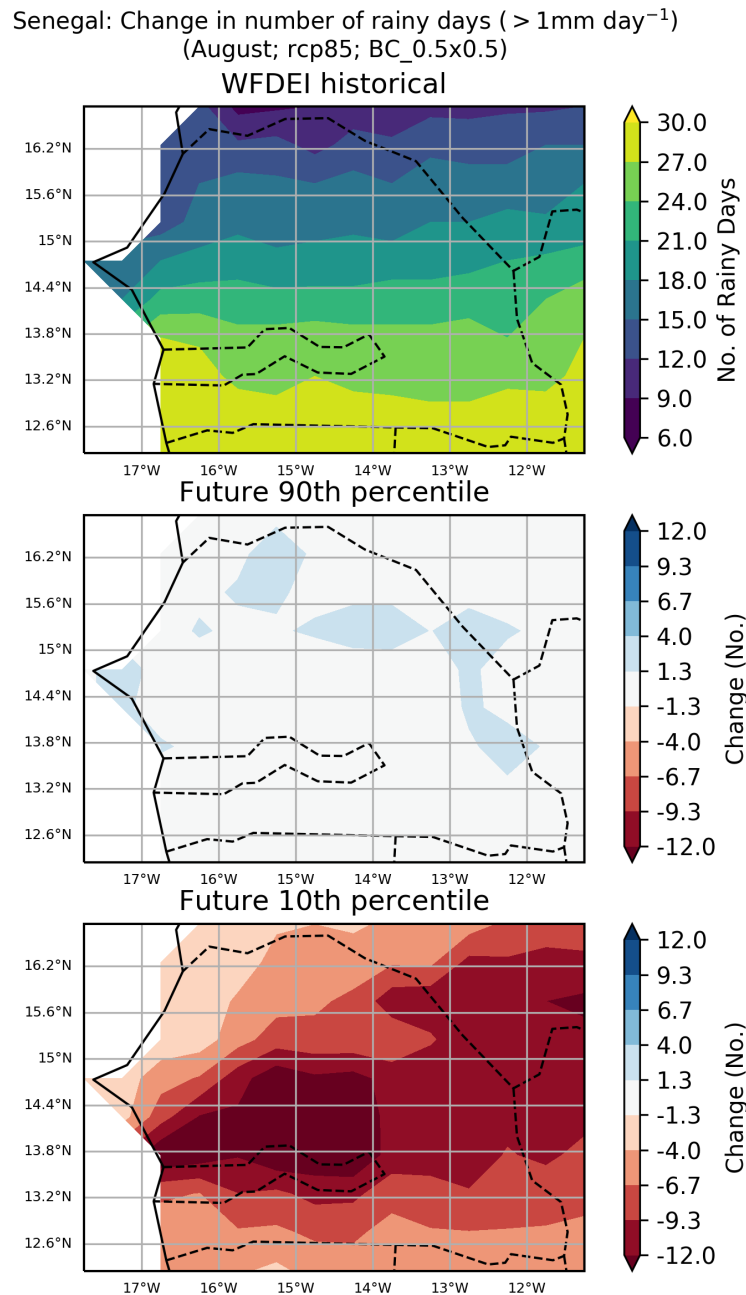 Senegal: Change in number of rainy days (>1mm day⁻¹)
(August; rcp85; BC_0.5x0.5)
WFDEI historical
16.2°N
15.6°N
15°N
14.4°N
13.8°N
13.2°N
12.6°N
17°W 16°W 15°W 14°W 13°W 12°W
30.0
27.0
24.0
21.0
18.0
15.0
12.0
9.0
6.0
No. of Rainy Days
Future 90th percentile
16.2°N
15.6°N
15°N
14.4°N
13.8°N
13.2°N
12.6°N
17°W 16°W 15°W 14°W 13°W 12°W
12.0
9.3
6.7
4.0
1.3
-1.3
-4.0
-6.7
-9.3
-12.0
Change (No.)
Future 10th percentile
16.2°N
15.6°N
15°N
14.4°N
13.8°N
13.2°N
12.6°N
17°W 16°W 15°W 14°W 13°W 12°W
12.0
9.3
6.7
4.0
1.3
-1.3
-4.0
-6.7
-9.3
-12.0
Change (No.)